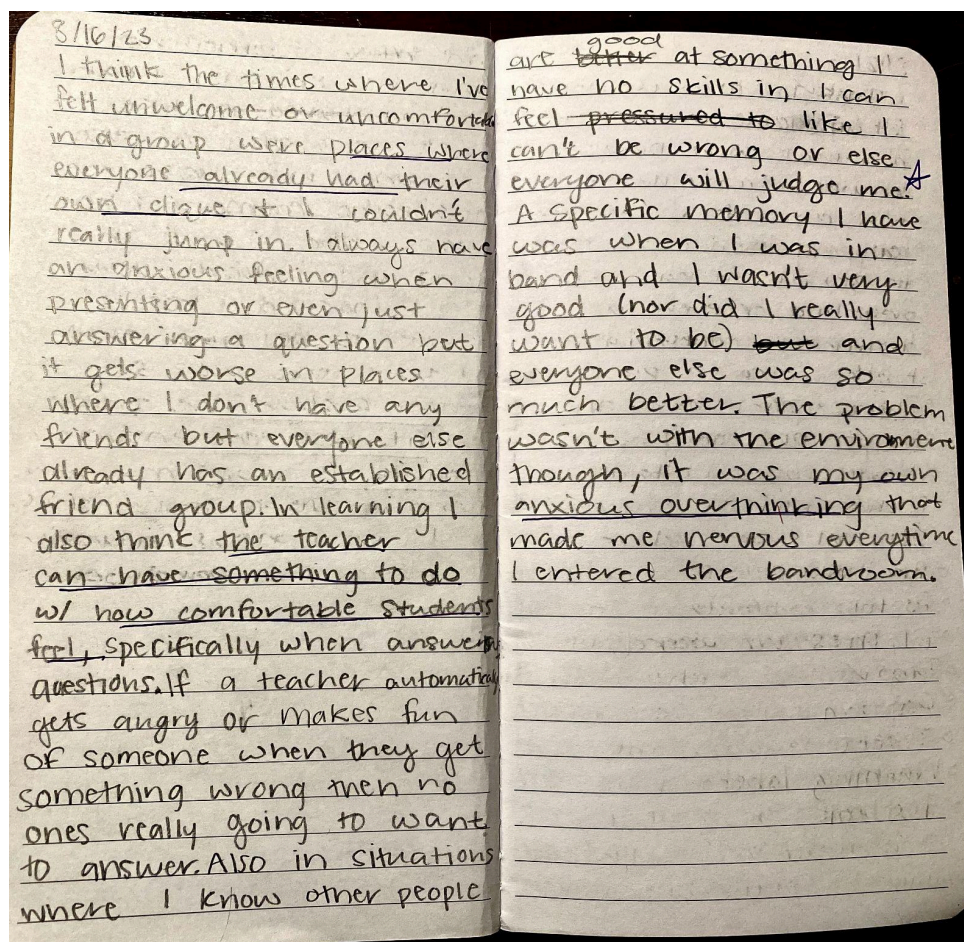 8/16/23
I think the times where I've
felt unwelcome or uncomfortable
in a group were places where
everyone already had their
own clique & I couldn't
really jump in. I always have
an anxious feeling when
presenting or even just
answering a question but
it gets worse in places
where I don't have any
friends but everyone else
already has an established
friend group. In learning I
also think the teacher
can have something to do
w/ how comfortable students
feel, specifically when answering
questions. If a teacher automatically
gets angry or makes fun
of someone when they get
something wrong then no
ones really going to want
to answer. Also in situations
where I know other people
good
are better at something I
have no skills in I can
feel pressured to like I
can't be wrong or else
everyone will judge me.☆
A specific memory I have
was when I was in
band and I wasn't very
good (nor did I really
want to be) but and
everyone else was so
much better. The problem
wasn't with the environment
though, it was my own
anxious overthinking that
made me nervous everytime
I entered the bandroom.